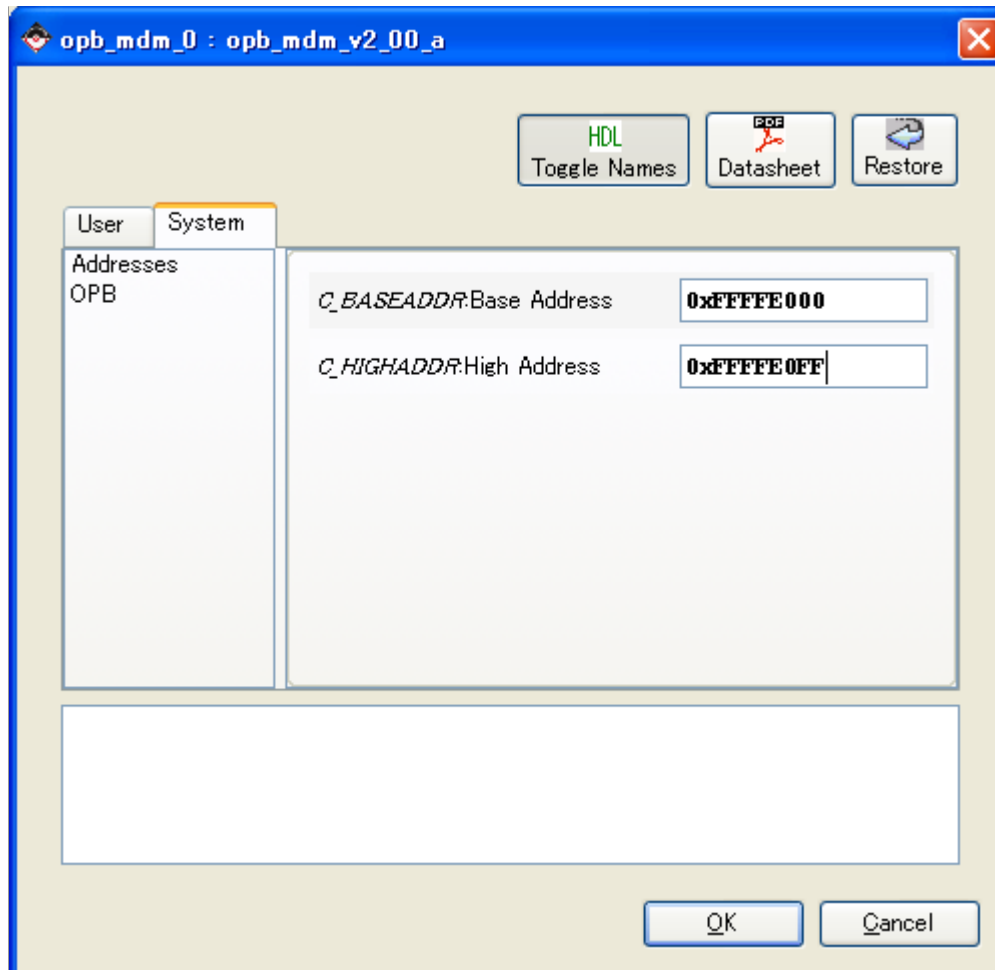 opb_mdm_0 : opb_mdm_v2_00_a
HDL
Toggle Names
PDF
Datasheet
Restore
User
System
Addresses
OPB
C_BASEADDR:Base Address
0xFFFFE000
C_HIGHADDR:High Address
0xFFFFE0FF
OK
Cancel